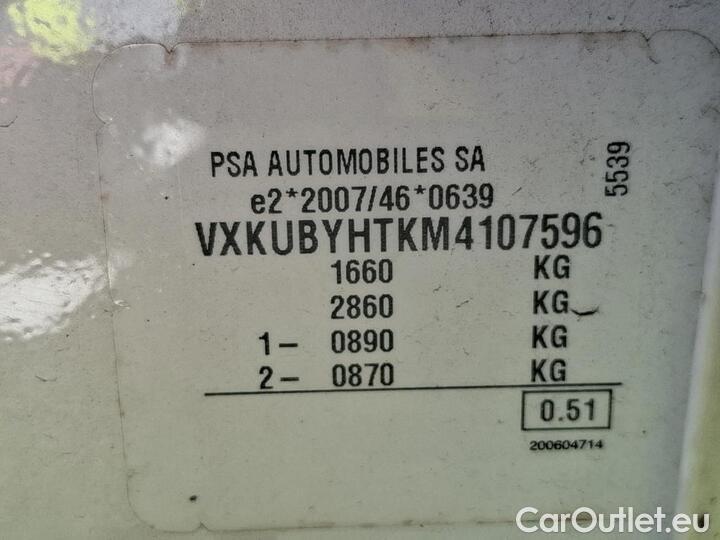 PSA AUTOMOBILES SA
e2*2007/46*0639
5539
VXKUBYHTKM4107596
1660 KG
2860 KG
1- 0890 KG
2- 0870 KG
0.51
200604714
CarOutlet.eu